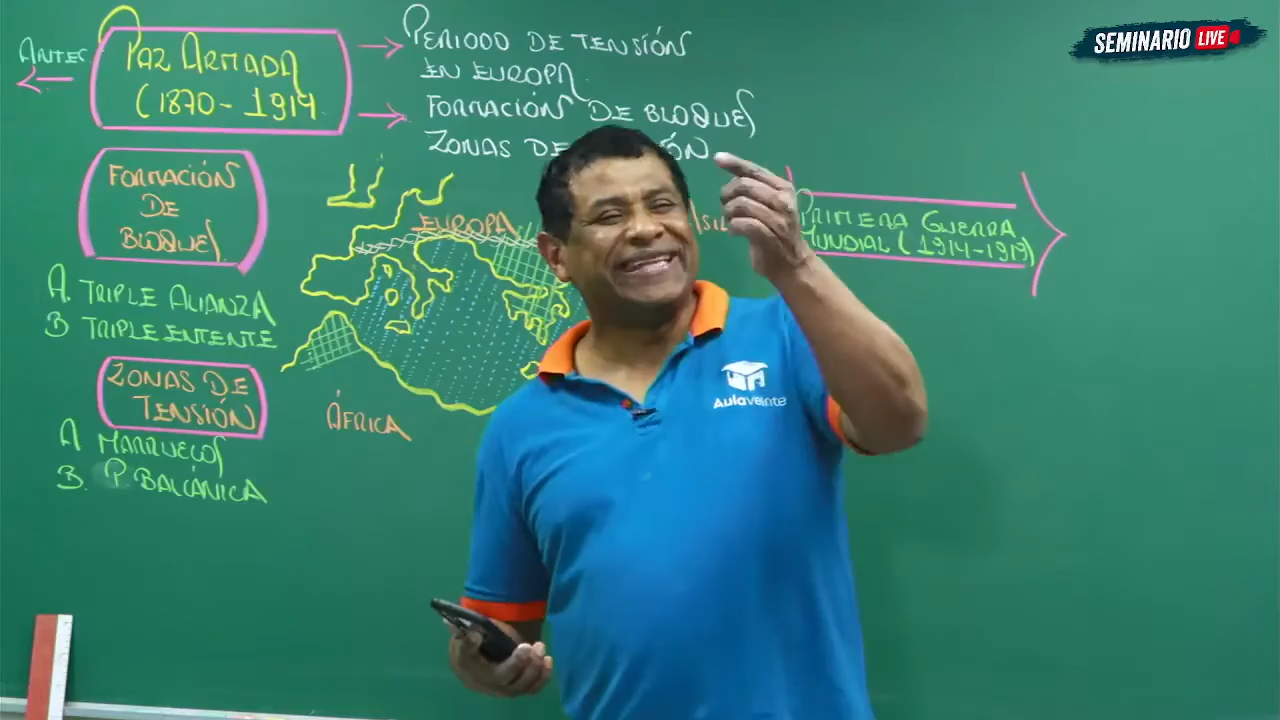 ANTES
PAZ ARMADA
(1870-1914
PERIODO DE TENSIÓN
EN EUROPA.
FORMACIÓN DE BLOQUES
ZONAS DE
FORMACIÓN
DE
BLOQUES
A. TRIPLE ALIANZA
B TRIPLE ENTENTE
ZONAS DE
TENSIÓN
A MARRUECOS
B. P. BALCÁNICA
EUROPA
ÁFRICA
PRIMERA GUERRA
MUNDIAL (1914-1919)
SEMINARIO LIVE
AulaVeinte